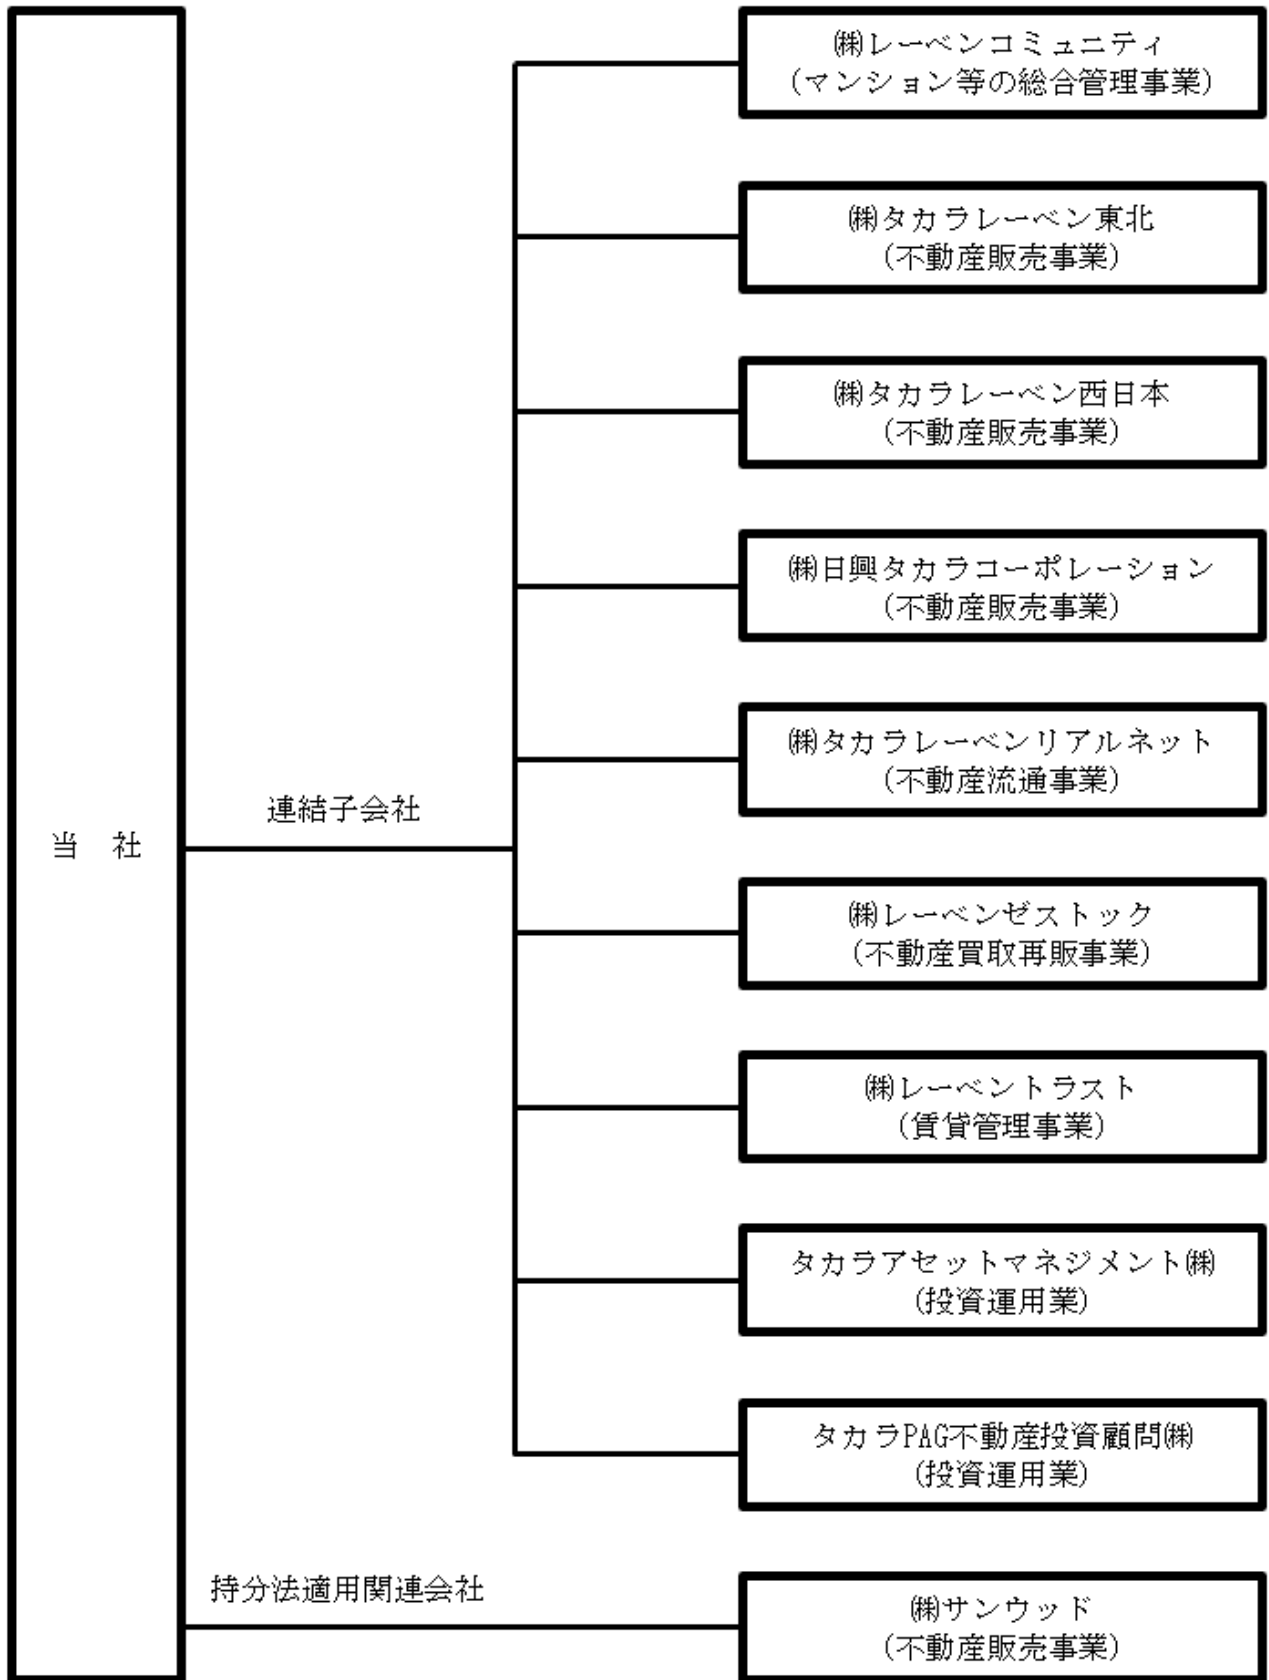 ㈱レーベンコミュニティ
(マンション等の総合管理事業)
㈱タカラレーベン東北
(不動産販売事業)
㈱タカラレーベン西日本
(不動産販売事業)
㈱日興タカラコーポレーション
(不動産販売事業)
㈱タカラレーベンリアルネット
(不動産流通事業)
連結子会社
当　社
㈱レーベンゼストック
(不動産買取再販事業)
㈱レーベントラスト
(賃貸管理事業)
タカラアセットマネジメント㈱
(投資運用業)
タカラPAG不動産投資顧問㈱
(投資運用業)
持分法適用関連会社
㈱サンウッド
(不動産販売事業)